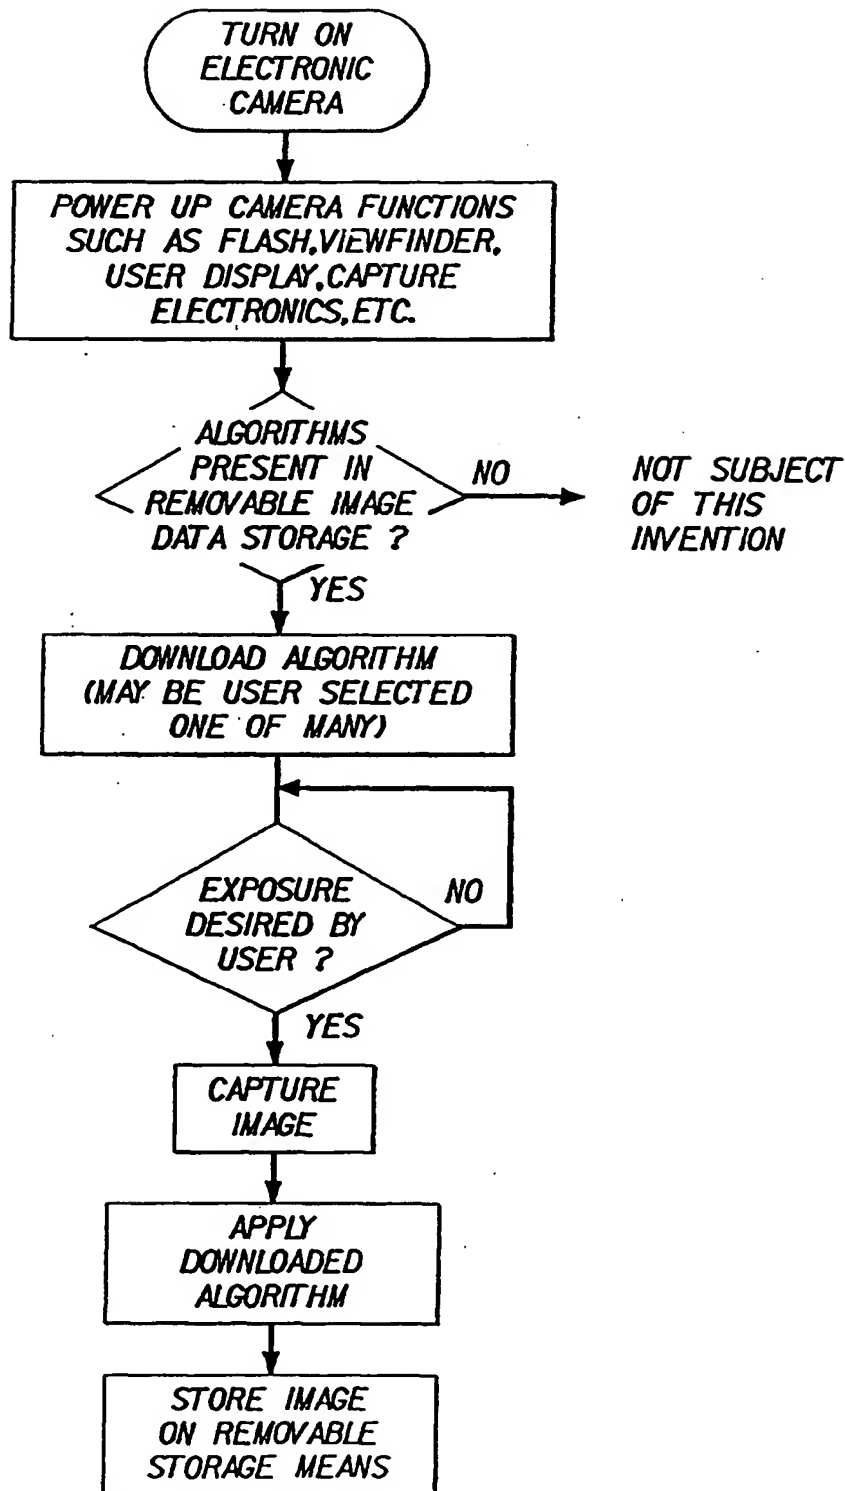 TURN ON
ELECTRONIC
CAMERA
POWER UP CAMERA FUNCTIONS
SUCH AS FLASH,VIEWFINDER,
USER DISPLAY,CAPTURE
ELECTRONICS,ETC.
ALGORITHMS
PRESENT IN
REMOVABLE IMAGE
DATA STORAGE ?
NO
NOT SUBJECT
OF THIS
INVENTION
YES
DOWNLOAD ALGORITHM
(MAY BE USER SELECTED
ONE OF MANY)
EXPOSURE
DESIRED BY
USER ?
NO
YES
CAPTURE
IMAGE
APPLY
DOWNLOADED
ALGORITHM
STORE IMAGE
ON REMOVABLE
STORAGE MEANS